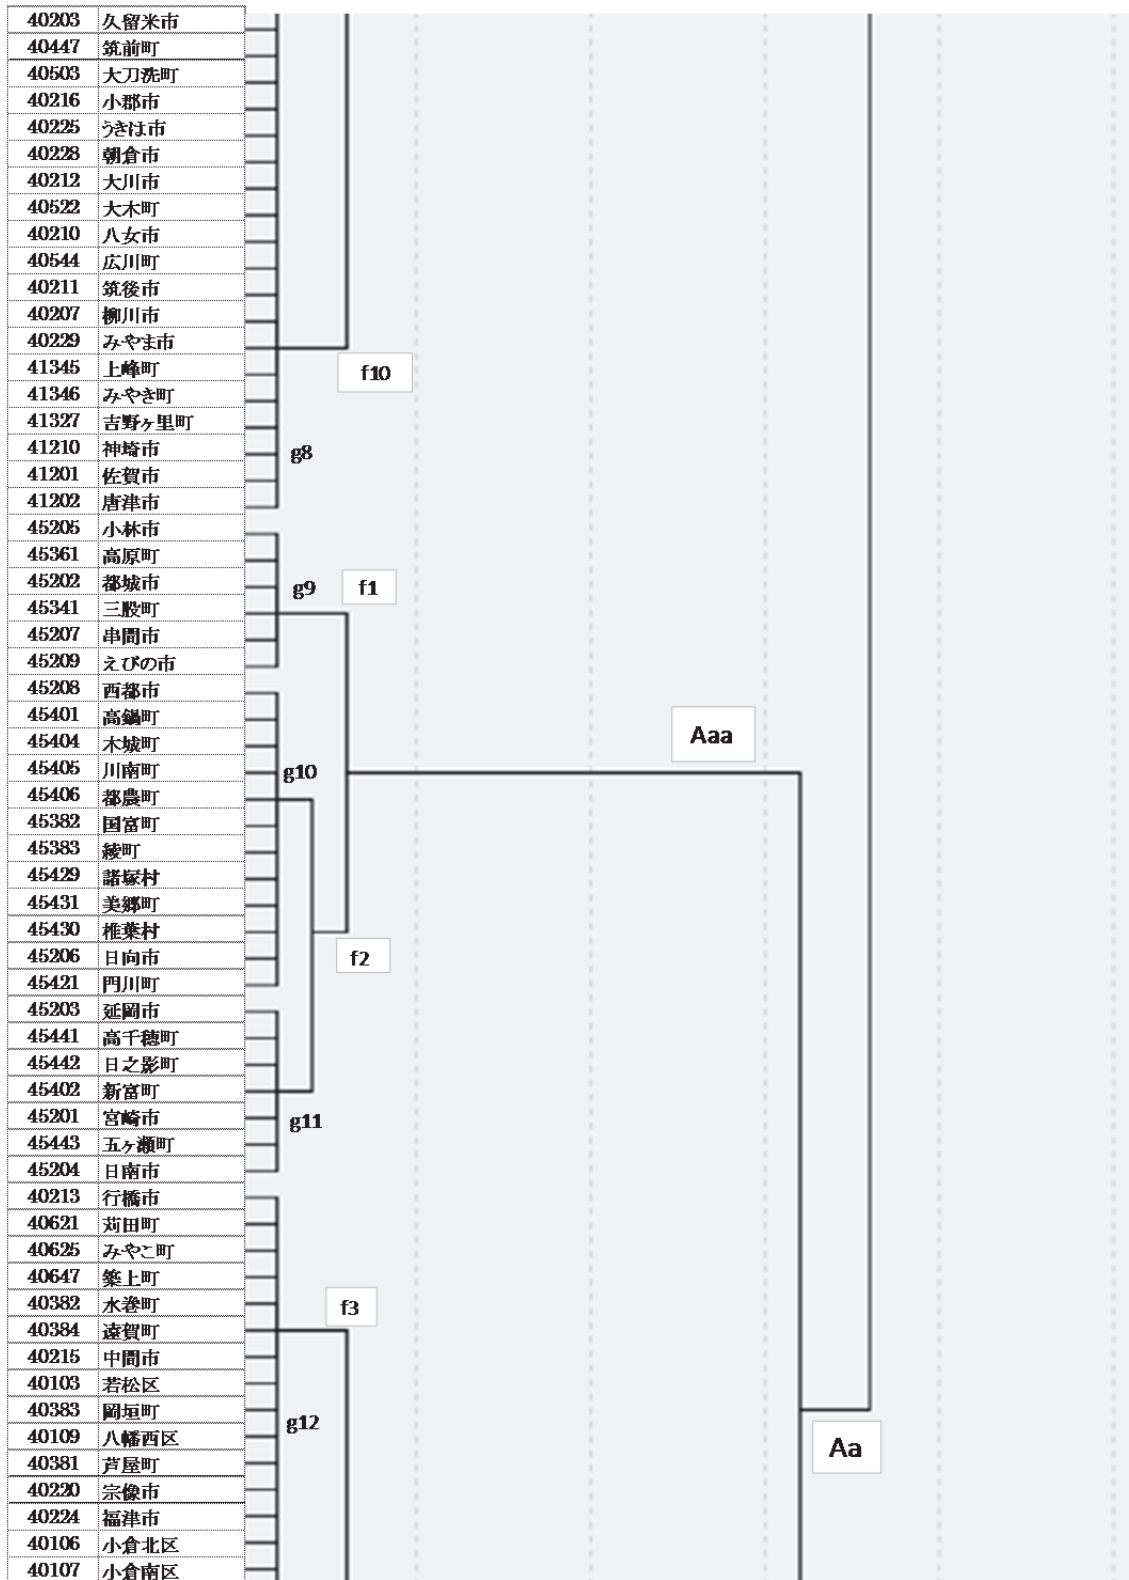 40203 久留米市
40447 筑前町
40503 大刀洗町
40216 小郡市
40225 うきは市
40228 朝倉市
40212 大川市
40522 大木町
40210 八女市
40544 広川町
40211 筑後市
40207 柳川市
40229 みやま市
41345 上峰町
f10
41346 みやき町
41327 吉野ヶ里町
41210 神埼市
g8
41201 佐賀市
41202 唐津市
45205 小林市
45361 高原町
45202 都城市
g9
f1
45341 三股町
45207 串間市
45209 えびの市
45208 西都市
45401 高鍋町
Aaa
45404 木城町
45405 川南町
g10
45406 都農町
45382 国富町
45383 綾町
45429 諸塚村
45431 美郷町
45430 椎葉村
45206 日向市
f2
45421 門川町
45203 延岡市
45441 高千穂町
45442 日之影町
45402 新富町
45201 宮崎市
g11
45443 五ヶ瀬町
45204 日南市
40213 行橋市
40621 苅田町
40625 みやこ町
40647 築上町
40382 水巻町
f3
40384 遠賀町
40215 中間市
40103 若松区
40383 岡垣町
g12
40109 八幡西区
Aa
40381 芦屋町
40220 宗像市
40224 福津市
40106 小倉北区
40107 小倉南区